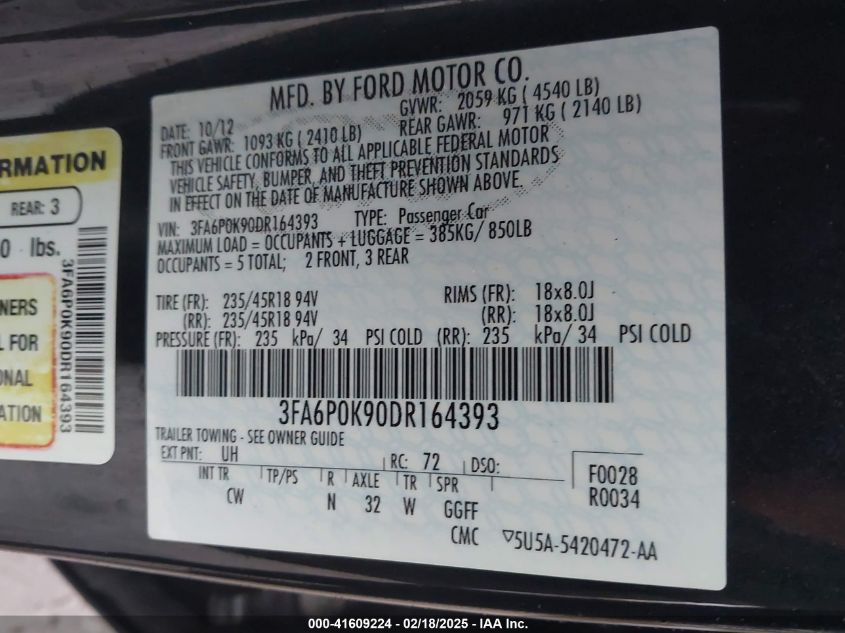 RMATION
REAR: 3
0 lbs.
NERS
L FOR
ONAL
ATION
3FA6P0K90DR164393
MFD. BY FORD MOTOR CO.
DATE: 10/12 GVWR: 2059 KG ( 4540 LB)
FRONT GAWR: 1093 KG ( 2410 LB) REAR GAWR: 971 KG ( 2140 LB)
THIS VEHICLE CONFORMS TO ALL APPLICABLE FEDERAL MOTOR
VEHICLE SAFETY, BUMPER, AND THEFT PREVENTION STANDARDS
IN EFFECT ON THE DATE OF MANUFACTURE SHOWN ABOVE.
VIN: 3FA6P0K90DR164393 TYPE: Passenger Car
MAXIMUM LOAD = OCCUPANTS + LUGGAGE = 385KG/ 850LB
OCCUPANTS = 5 TOTAL; 2 FRONT, 3 REAR
TIRE (FR): 235/45R18 94V RIMS (FR): 18x8.0J
(RR): 235/45R18 94V (RR): 18x8.0J
PRESSURE (FR): 235 kPa/ 34 PSI COLD (RR): 235 kPa/ 34 PSI COLD
3FA6P0K90DR164393
TRAILER TOWING - SEE OWNER GUIDE
EXT PNT: UH RC: 72 DSO: F0028
INT TR TP/PS R AXLE TR SPR R0034
CW N 32 W GGFF
CMC ▽5U5A-5420472-AA
000-41609224 - 02/18/2025 - IAA Inc.